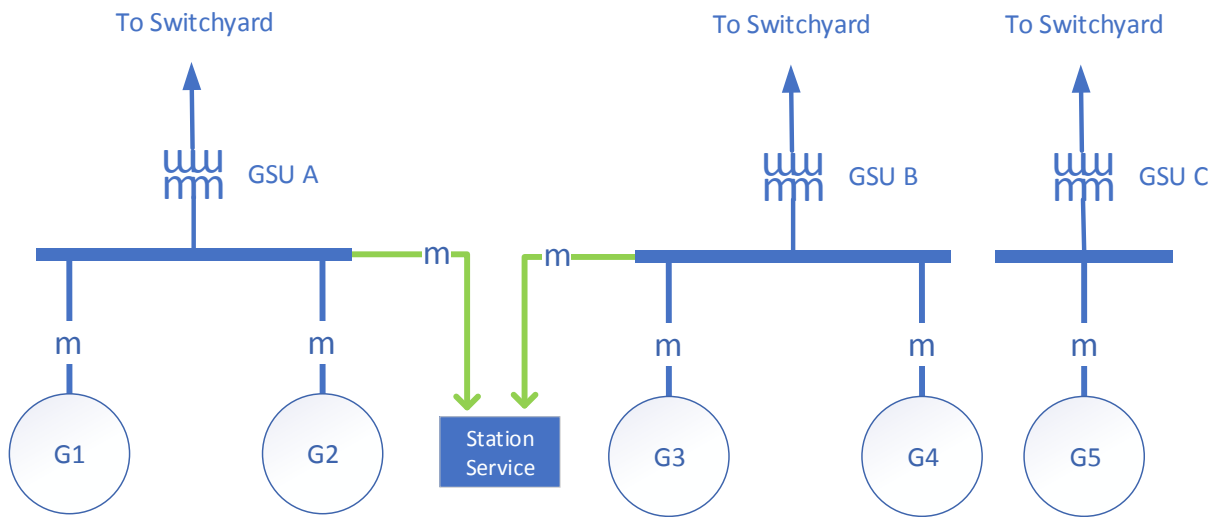 To Switchyard
To Switchyard
To Switchyard
GSU A
GSU B
GSU C
m
m
m
m
m
m
m
G1
G2
Station
Service
G3
G4
G5